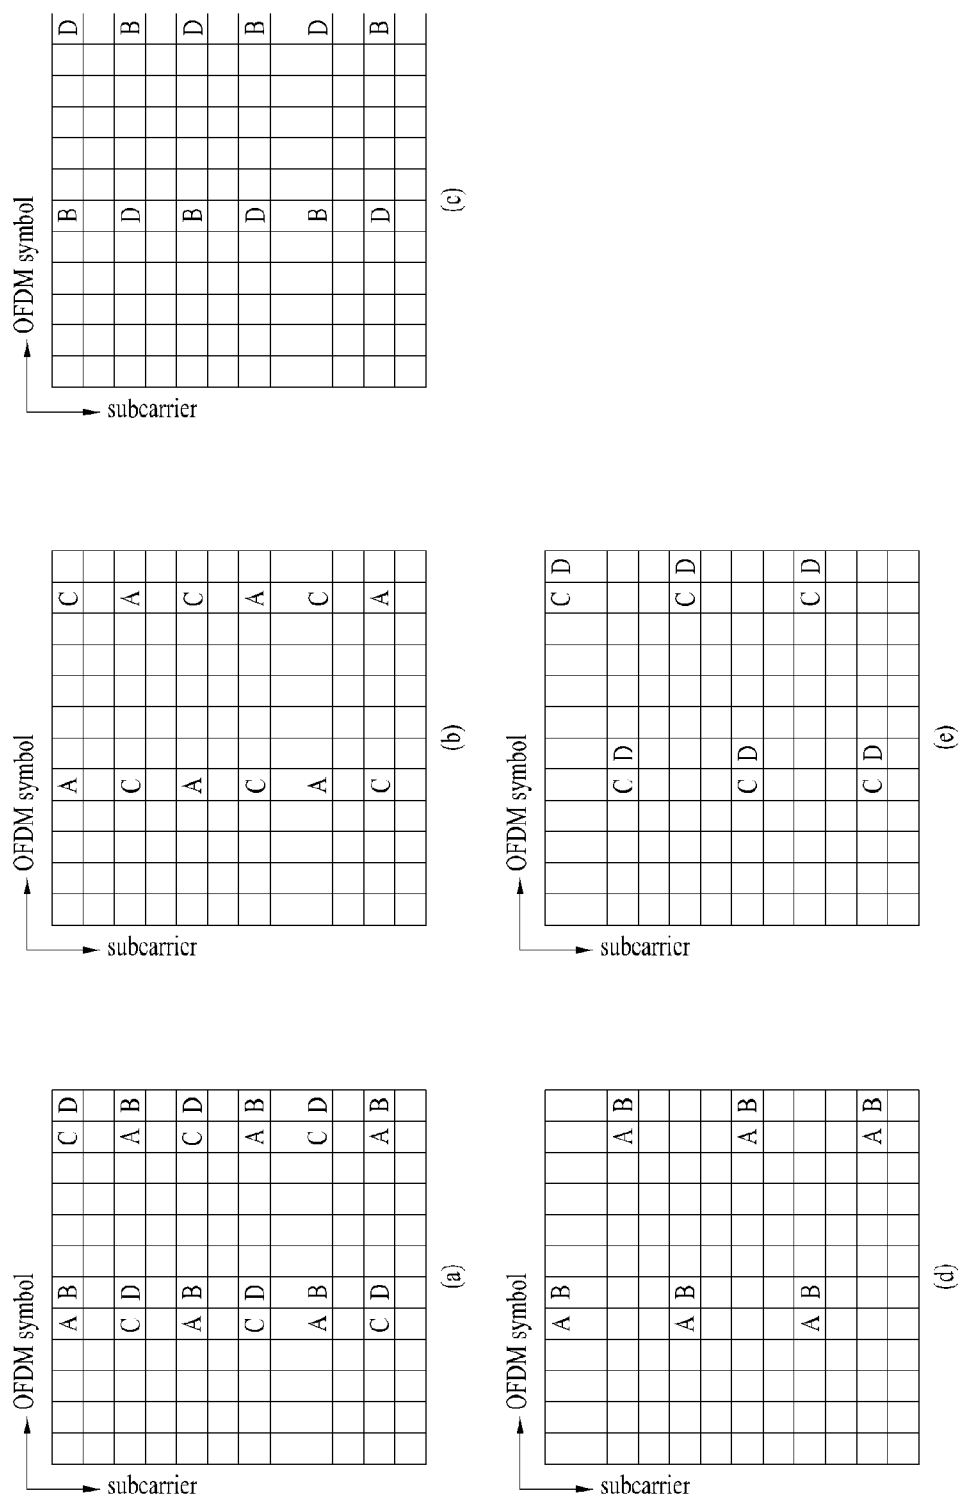 OFDM symbol
subcarrier
A B C D
C D A B
A B C D
C D A B
A B C D
C D A B
(a)
OFDM symbol
subcarrier
A C
C A
A C
C A
A C
C A
(b)
OFDM symbol
subcarrier
B D
D B
B D
D B
B D
D B
(c)
OFDM symbol
subcarrier
A B
A B
A B
A B
A B
A B
(d)
OFDM symbol
subcarrier
C D
C D
C D
C D
C D
C D
(e)